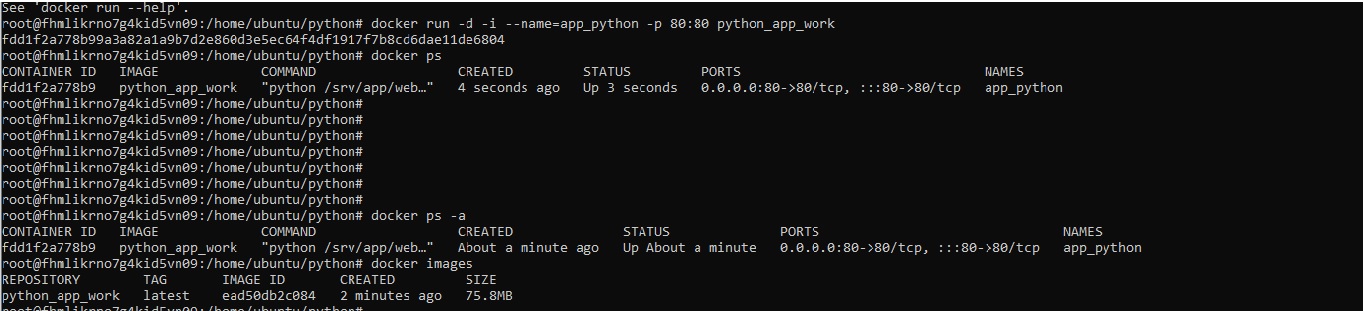 See 'docker run --help'.
root@fhmlikrno7g4kid5vn09:/home/ubuntu/python# docker run -d -i --name=app_python -p 80:80 python_app_work
fdd1f2a778b99a3a82a1a9b7d2e860d3e5ec64f4df1917f7b8cd6dae11de6804
root@fhmlikrno7g4kid5vn09:/home/ubuntu/python# docker ps
CONTAINER ID   IMAGE             COMMAND                  CREATED         STATUS         PORTS                               NAMES
fdd1f2a778b9   python_app_work   "python /srv/app/web…"   4 seconds ago   Up 3 seconds   0.0.0.0:80->80/tcp, :::80->80/tcp   app_python
root@fhmlikrno7g4kid5vn09:/home/ubuntu/python#
root@fhmlikrno7g4kid5vn09:/home/ubuntu/python#
root@fhmlikrno7g4kid5vn09:/home/ubuntu/python#
root@fhmlikrno7g4kid5vn09:/home/ubuntu/python#
root@fhmlikrno7g4kid5vn09:/home/ubuntu/python#
root@fhmlikrno7g4kid5vn09:/home/ubuntu/python#
root@fhmlikrno7g4kid5vn09:/home/ubuntu/python#
root@fhmlikrno7g4kid5vn09:/home/ubuntu/python# docker ps -a
CONTAINER ID   IMAGE             COMMAND                  CREATED              STATUS              PORTS                               NAMES
fdd1f2a778b9   python_app_work   "python /srv/app/web…"   About a minute ago   Up About a minute   0.0.0.0:80->80/tcp, :::80->80/tcp   app_python
root@fhmlikrno7g4kid5vn09:/home/ubuntu/python# docker images
REPOSITORY        TAG       IMAGE ID       CREATED         SIZE
python_app_work   latest    ead50db2c084   2 minutes ago   75.8MB
root@fhmlikrno7g4kid5vn09:/home/ubuntu/python#